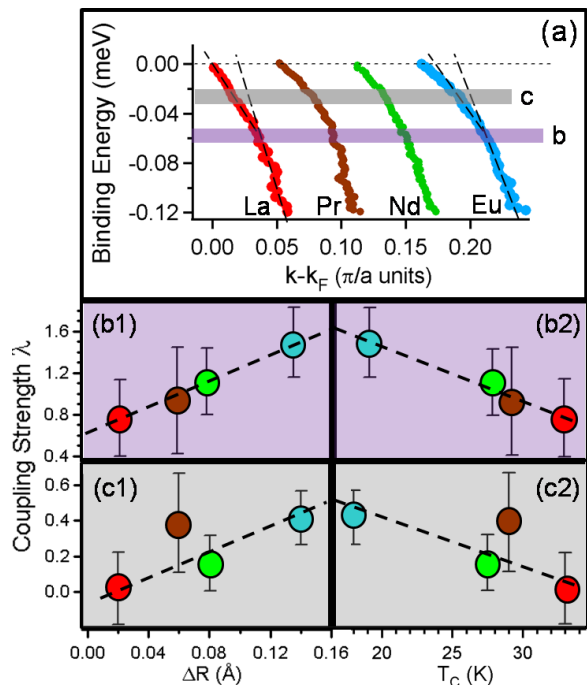 (a)
Binding Energy (meV)
0.00
-0.04
-0.08
-0.12
c
b
La
Pr
Nd
Eu
0.00
0.05
0.10
0.15
0.20
k-k_F (π/a units)
Coupling Strength λ
(b1)
(b2)
1.6
1.2
0.8
0.4
(c1)
(c2)
0.6
0.4
0.2
0.0
0.00
0.04
0.08
0.12
0.16
20
25
30
ΔR (Å)
T_C (K)